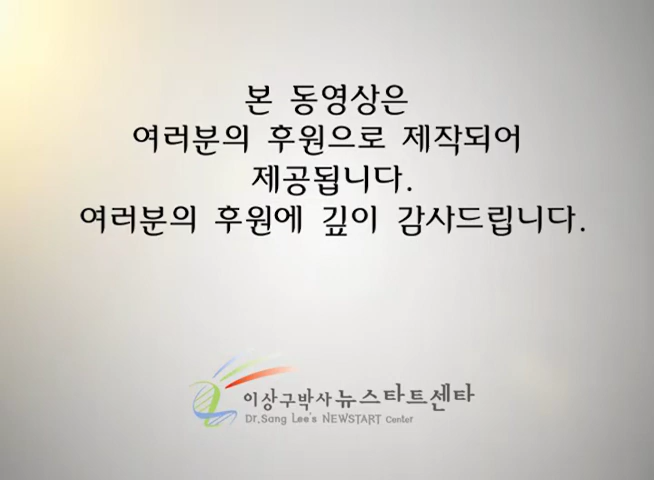 본 동영상은
여러분의 후원으로 제작되어
제공됩니다.
여러분의 후원에 깊이 감사드립니다.
이상구박사뉴스타트센타
Dr.Sang Lee's NEWSTART Center